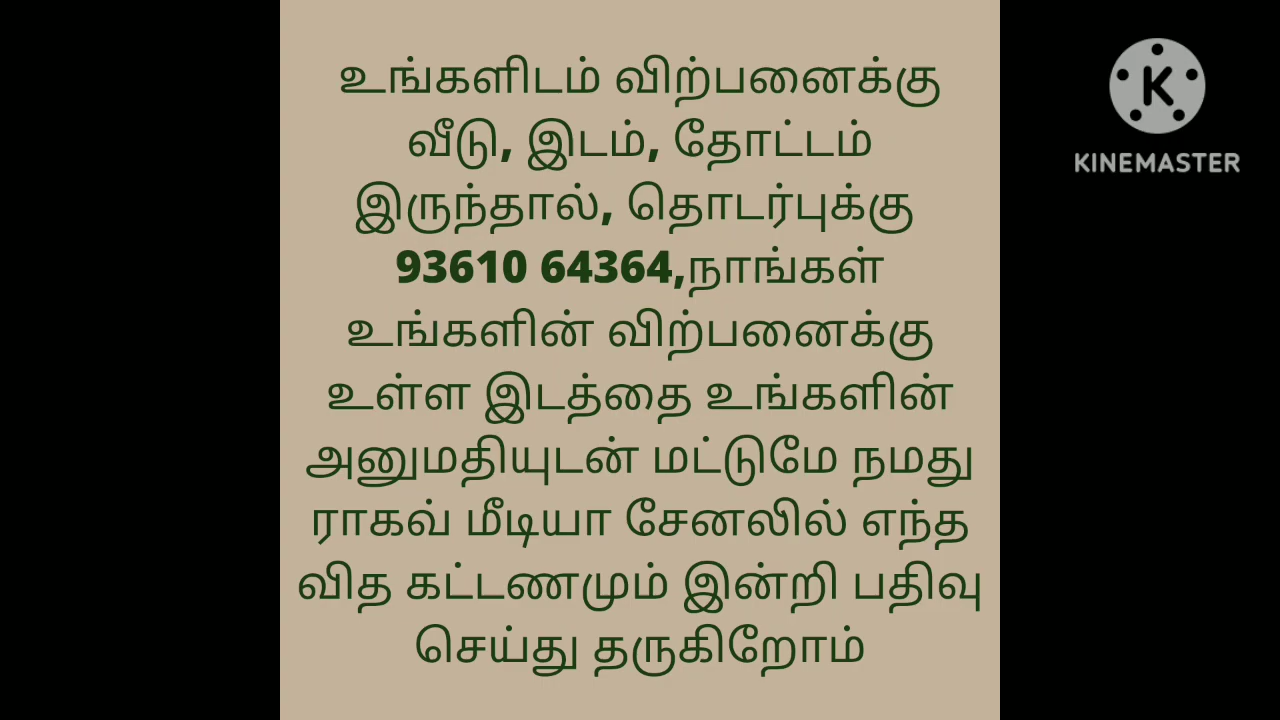 உங்களிடம் விற்பனைக்கு
வீடு, இடம், தோட்டம்
இருந்தால், தொடர்புக்கு
93610 64364,நாங்கள்
உங்களின் விற்பனைக்கு
உள்ள இடத்தை உங்களின்
அனுமதியுடன் மட்டுமே நமது
ராகவ் மீடியா சேனலில் எந்த
வித கட்டணமும் இன்றி பதிவு
செய்து தருகிறோம்
K
KINEMASTER